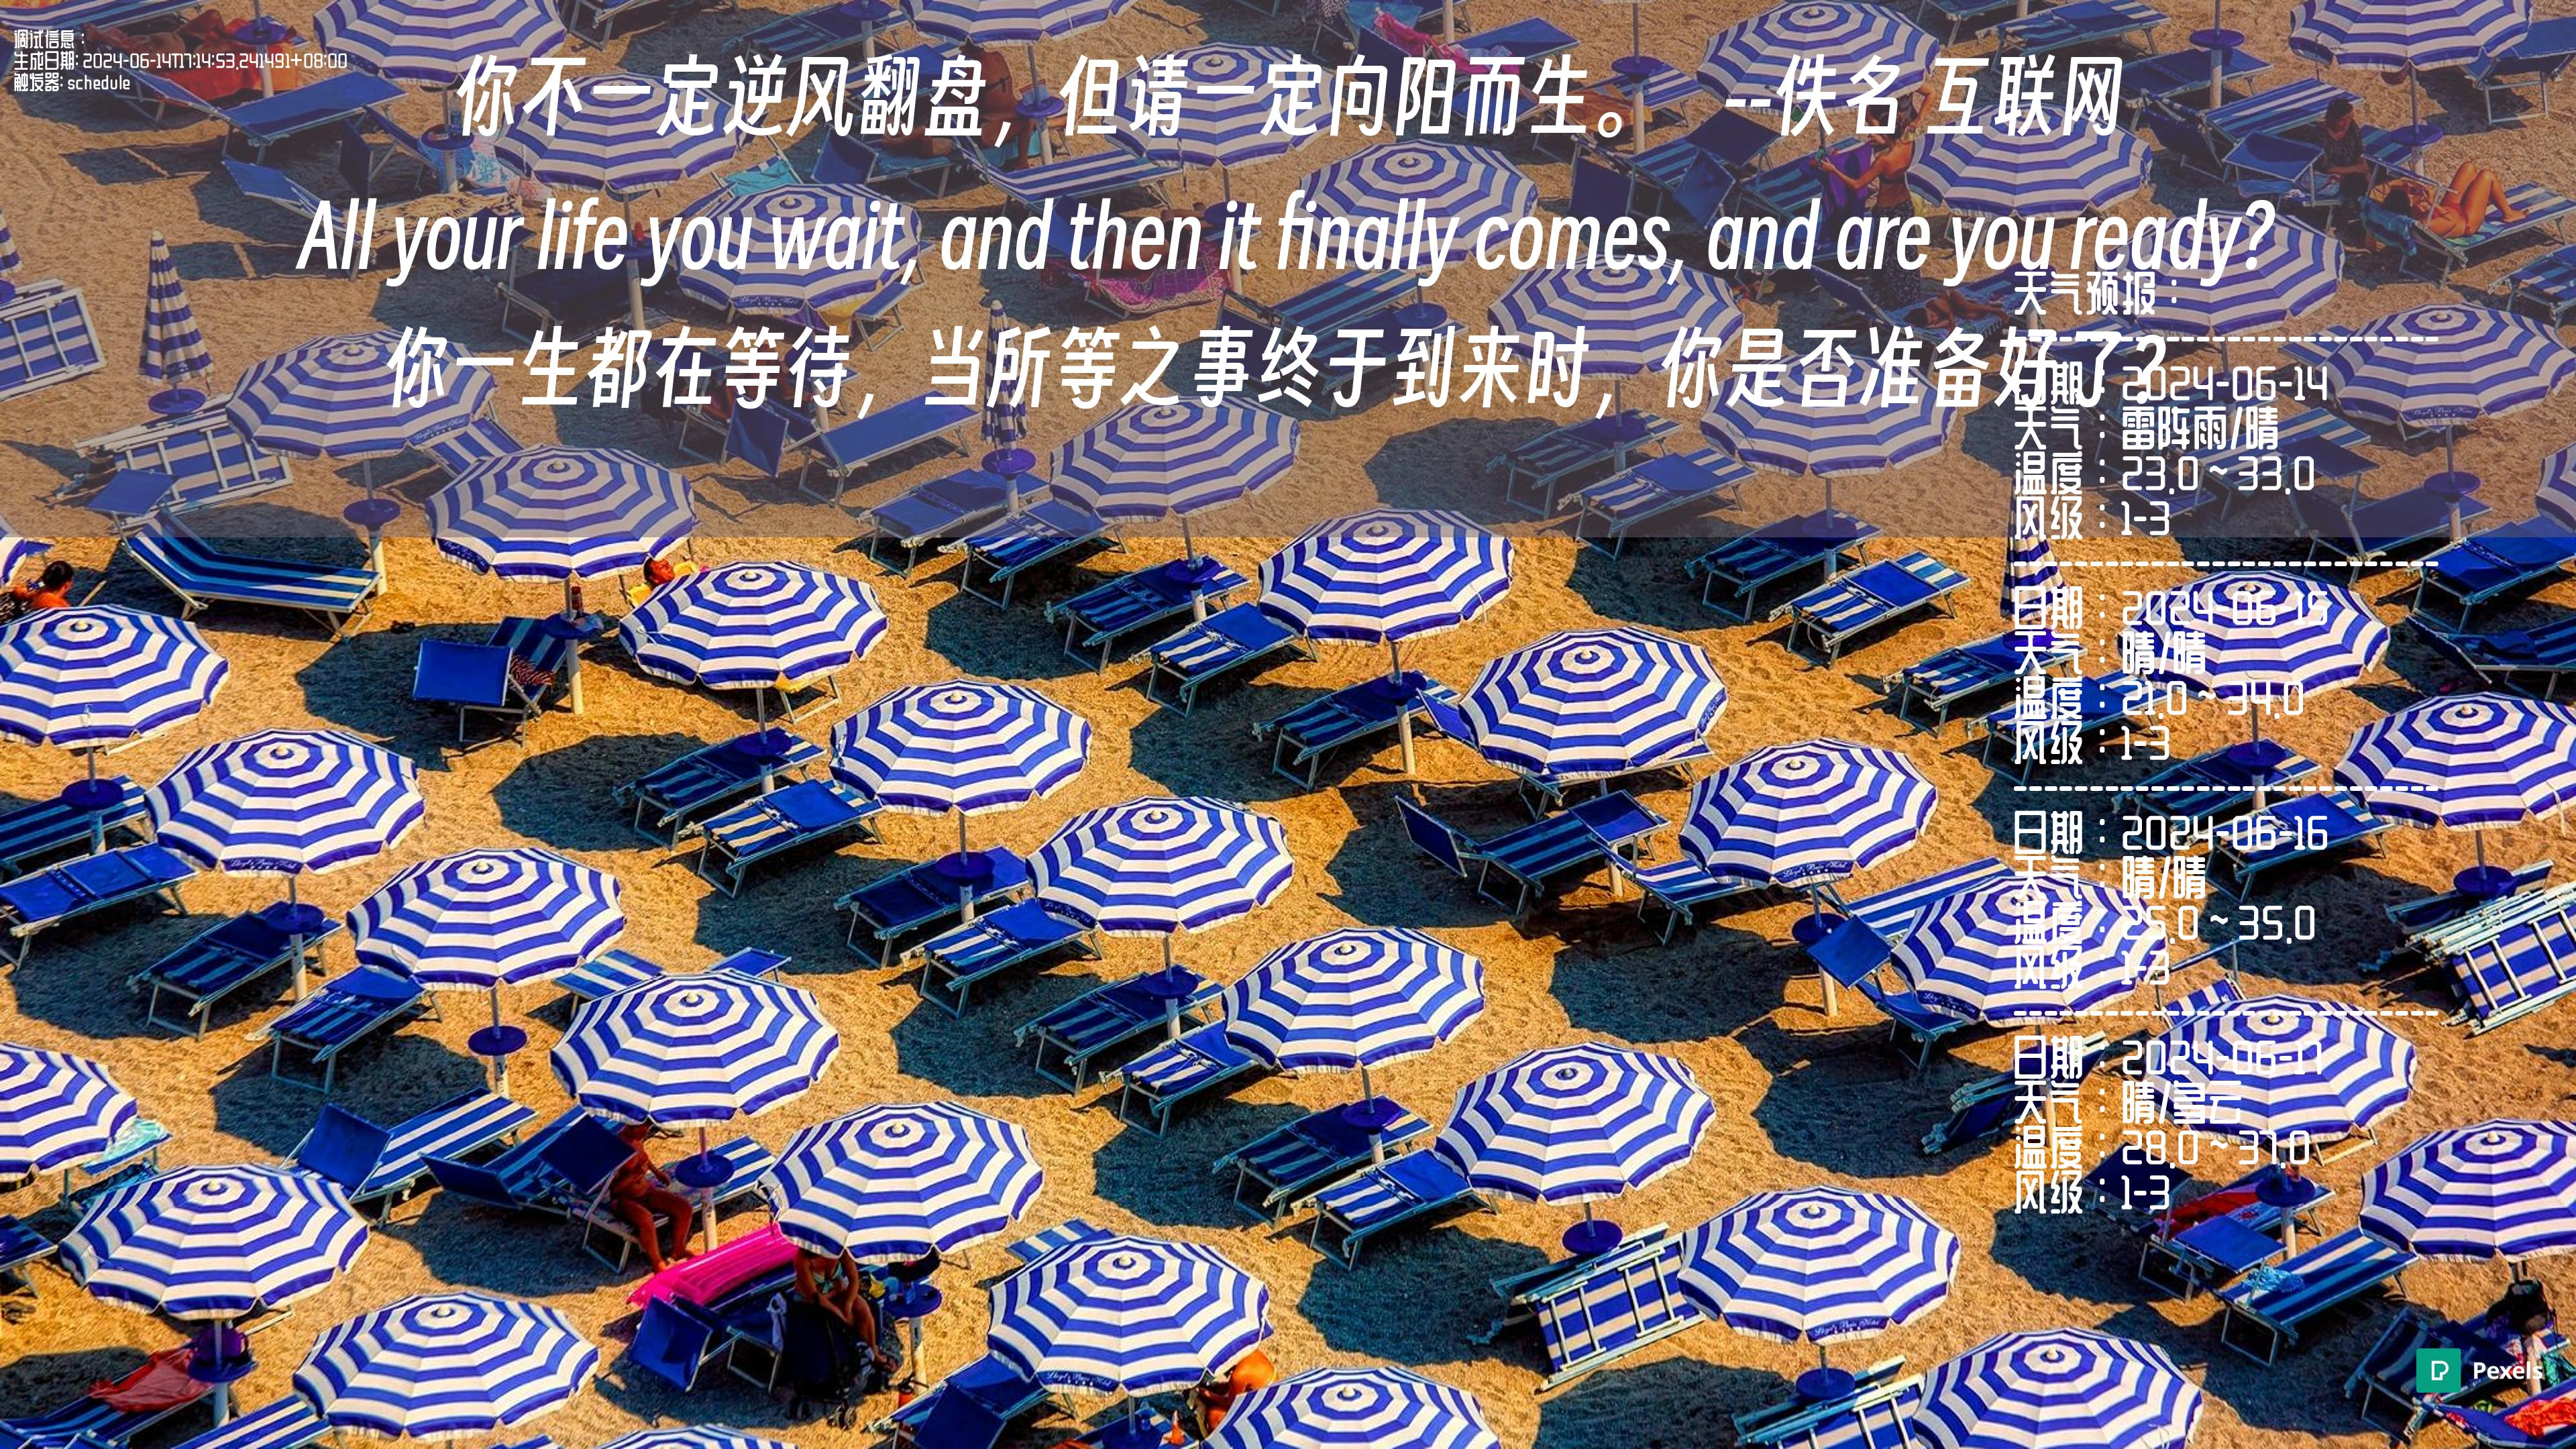 调试信息：
生成日期: 2024-06-14T17:14:53.241491+08:00
触发器: schedule
你不一定逆风翻盘，但请一定向阳而生。 --佚名 互联网
All your life you wait, and then it finally comes, and are you ready?
你一生都在等待，当所等之事终于到来时，你是否准备好了？
天气预报：
------------------------------
日期：2024-06-14
天气：雷阵雨/晴
温度：23.0 ~ 33.0
风级：1-3
------------------------------
日期：2024-06-15
天气：晴/晴
温度：21.0 ~ 34.0
风级：1-3
------------------------------
日期：2024-06-16
天气：晴/晴
温度：25.0 ~ 35.0
风级：1-3
------------------------------
日期：2024-06-17
天气：晴/多云
温度：28.0 ~ 37.0
风级：1-3
Pexels